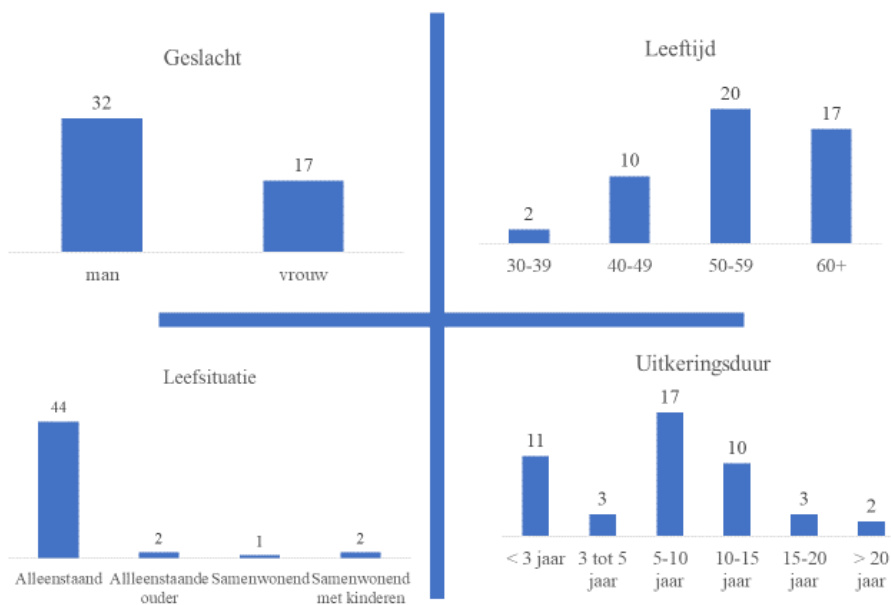 Geslacht
32
17
man vrouw
Leeftijd
2
10
20
17
30-39 40-49 50-59 60+
Leefsituatie
44
2
1
2
Alleenstaand Allleenstaande Samenwonend Samenwonend
ouder met kinderen
Uitkeringsduur
11
3
17
10
3
2
< 3 jaar 3 tot 5 5-10 10-15 15-20 > 20
jaar jaar jaar jaar jaar